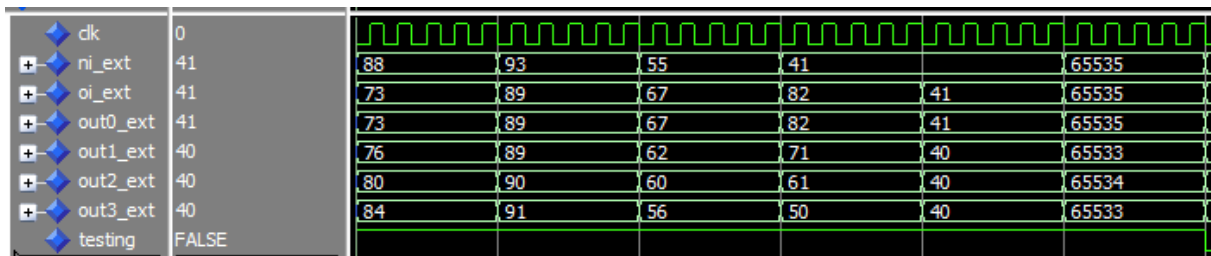 clk 0
ni_ext 41 88 93 55 41 65535
oi_ext 41 73 89 67 82 41 65535
out0_ext 41 73 89 67 82 41 65535
out1_ext 40 76 89 62 71 40 65533
out2_ext 40 80 90 60 61 40 65534
out3_ext 40 84 91 56 50 40 65533
testing FALSE